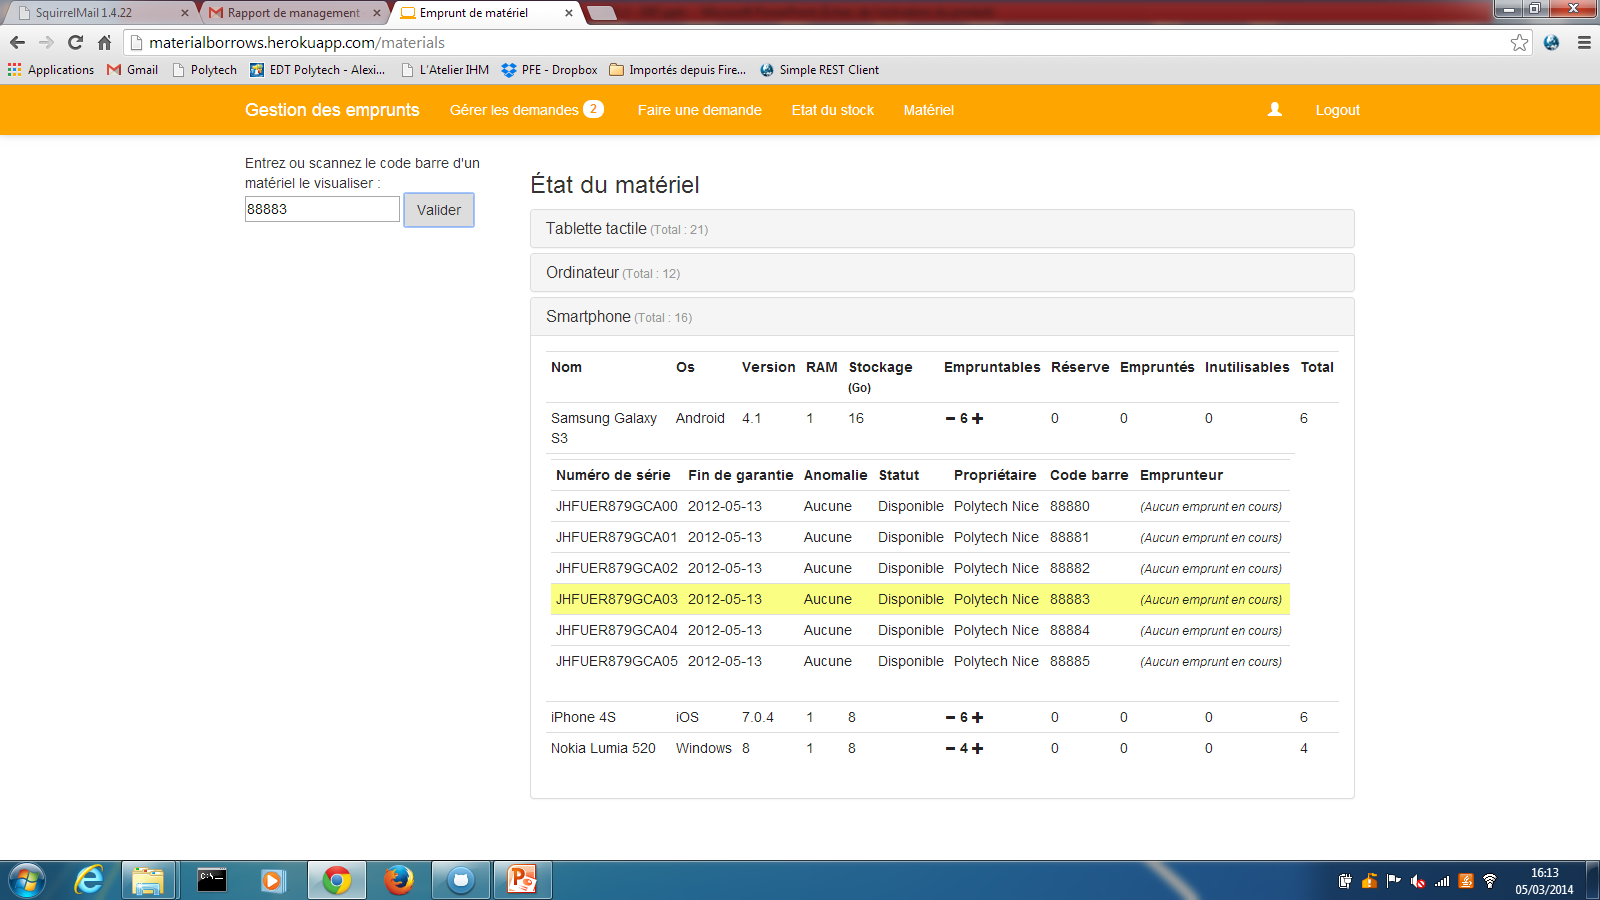 SquirrelMail 1.4.22
Rapport de management
Emprunt de matériel
materialborrows.herokuapp.com/materials
Applications Gmail Polytech EDT Polytech - Alexi... L'Atelier IHM PFE - Dropbox Importés depuis Fire... Simple REST Client
Gestion des emprunts Gérer les demandes 2 Faire une demande Etat du stock Matériel Logout
Entrez ou scannez le code barre d'un
matériel le visualiser :
88883 Valider
État du matériel
Tablette tactile (Total : 21)
Ordinateur (Total : 12)
Smartphone (Total : 16)
Nom Os Version RAM Stockage Empruntables Réserve Empruntés Inutilisables Total
(Go)
Samsung Galaxy Android 4.1 1 16 6 0 0 0 6
S3
Numéro de série Fin de garantie Anomalie Statut Propriétaire Code barre Emprunteur
JHFUER879GCA00 2012-05-13 Aucune Disponible Polytech Nice 88880 (Aucun emprunt en cours)
JHFUER879GCA01 2012-05-13 Aucune Disponible Polytech Nice 88881 (Aucun emprunt en cours)
JHFUER879GCA02 2012-05-13 Aucune Disponible Polytech Nice 88882 (Aucun emprunt en cours)
JHFUER879GCA03 2012-05-13 Aucune Disponible Polytech Nice 88883 (Aucun emprunt en cours)
JHFUER879GCA04 2012-05-13 Aucune Disponible Polytech Nice 88884 (Aucun emprunt en cours)
JHFUER879GCA05 2012-05-13 Aucune Disponible Polytech Nice 88885 (Aucun emprunt en cours)
iPhone 4S iOS 7.0.4 1 8 6 0 0 0 6
Nokia Lumia 520 Windows 8 1 8 4 0 0 0 4
16:13
05/03/2014